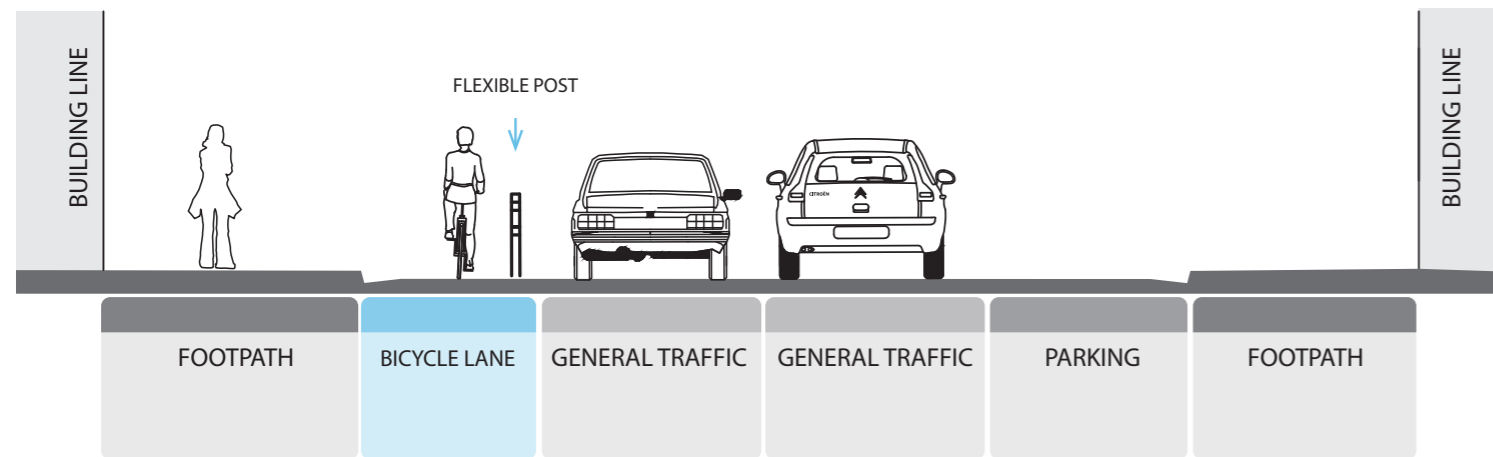 BUILDING LINE
FLEXIBLE POST
CITROËN
BUILDING LINE
FOOTPATH
BICYCLE LANE
GENERAL TRAFFIC
GENERAL TRAFFIC
PARKING
FOOTPATH